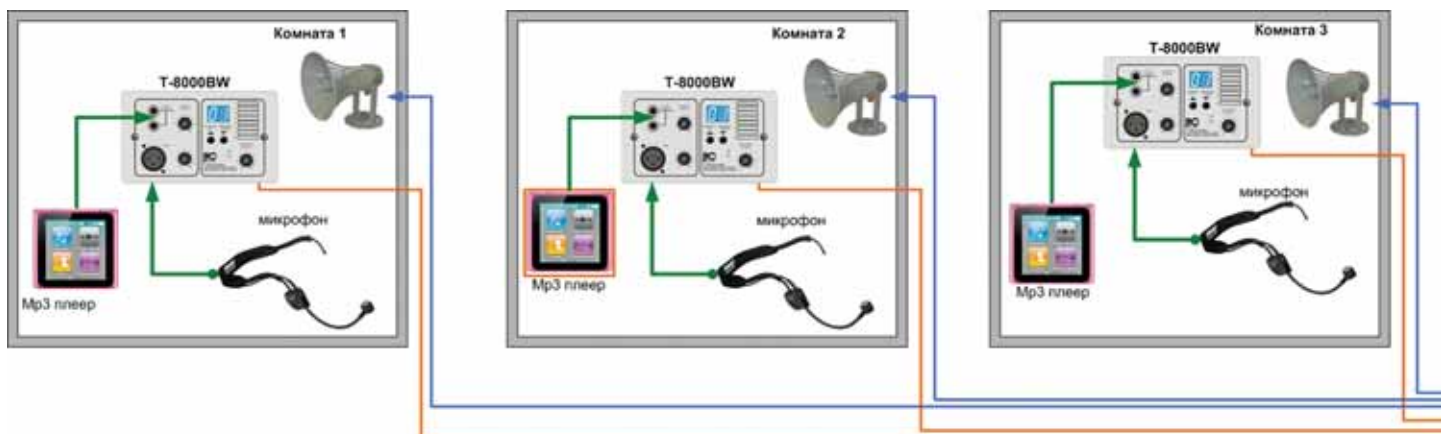 Комната 1
T-8000BW
микрофон
Mp3 плеер
Комната 2
T-8000BW
микрофон
Mp3 плеер
Комната 3
T-8000BW
микрофон
Mp3 плеер